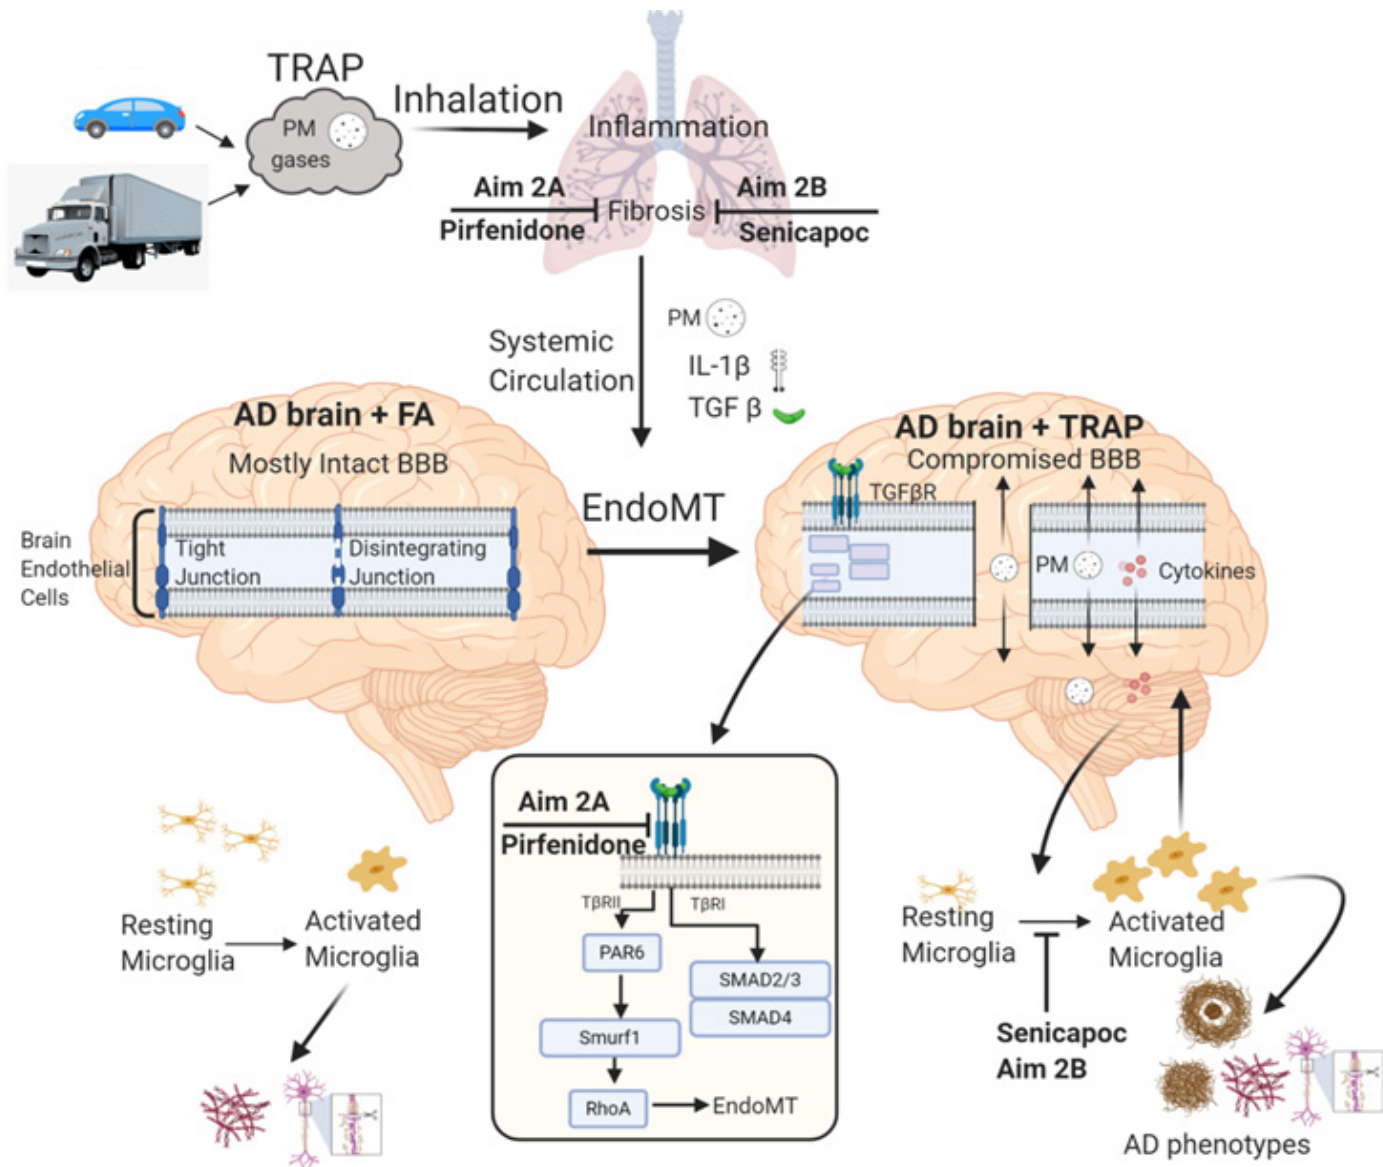 TRAP
PM
gases
Inhalation
Inflammation
Aim 2A
Pirfenidone
Fibrosis
Aim 2B
Senicapoc
Systemic
Circulation
PM
IL-1β
TGF β
AD brain + FA
Mostly Intact BBB
Brain
Endothelial
Cells
Tight
Junction
Disintegrating
Junction
EndoMT
AD brain + TRAP
Compromised BBB
TGFβR
PM
Cytokines
Aim 2A
Pirfenidone
TβRII
TβRI
PAR6
SMAD2/3
SMAD4
Smurf1
RhoA
EndoMT
Resting
Microglia
Activated
Microglia
Resting
Microglia
Activated
Microglia
Senicapoc
Aim 2B
AD phenotypes